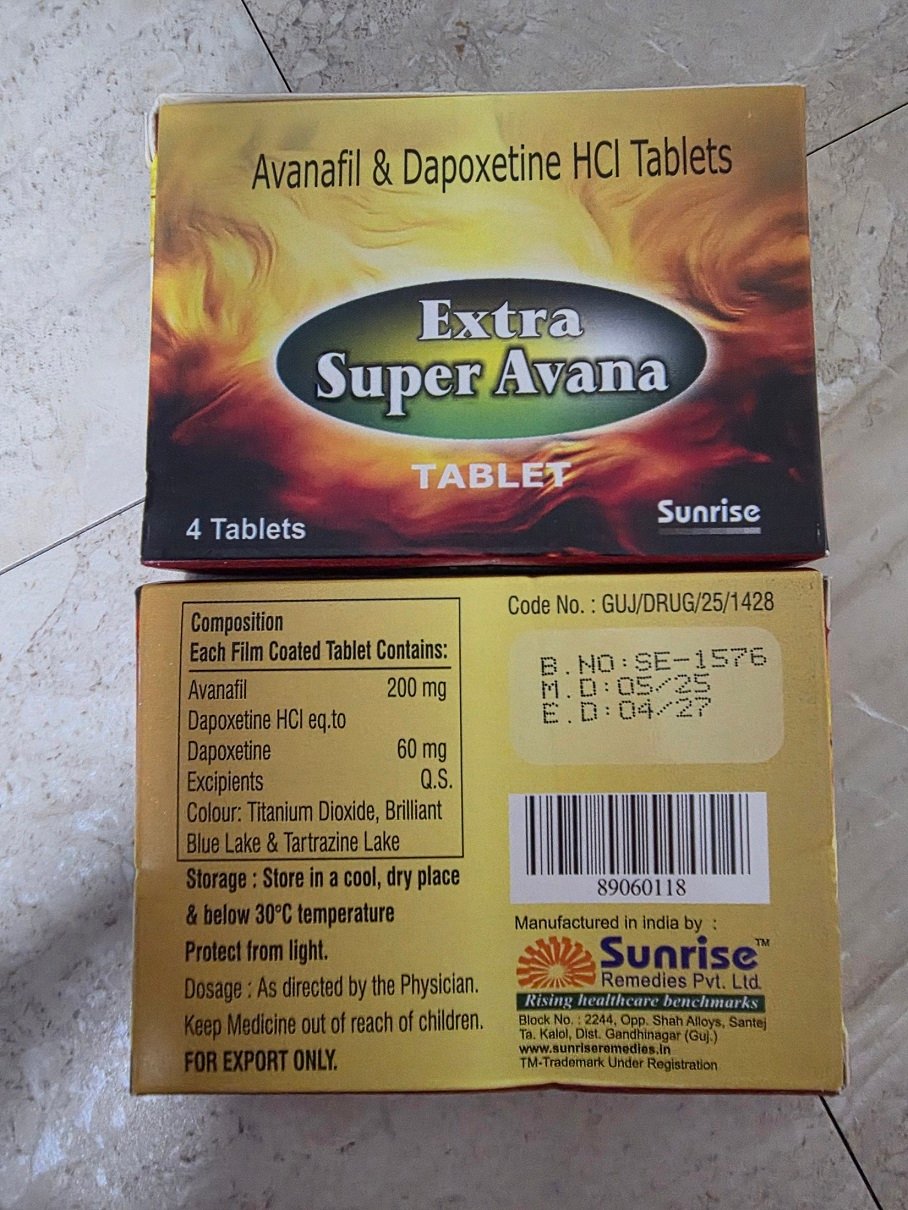 Avanafil & Dapoxetine HCl Tablets
Extra
Super Avana
TABLET
4 Tablets
Sunrise
Composition
Each Film Coated Tablet Contains:
Avanafil 200 mg
Dapoxetine HCl eq.to
Dapoxetine 60 mg
Excipients Q.S.
Colour: Titanium Dioxide, Brilliant
Blue Lake & Tartrazine Lake
Storage : Store in a cool, dry place
& below 30°C temperature
Protect from light.
Dosage : As directed by the Physician.
Keep Medicine out of reach of children.
FOR EXPORT ONLY.
Code No. : GUJ/DRUG/25/1428
B.NO:SE-1576
M.D:05/25
E.D:04/27
89060118
Manufactured in india by :
Sunrise™
Remedies Pvt. Ltd.
Rising healthcare benchmarks
Block No. : 2244, Opp. Shah Alloys, Santej
Ta. Kalol, Dist. Gandhinagar (Guj.)
www.sunriseremedies.in
TM-Trademark Under Registration